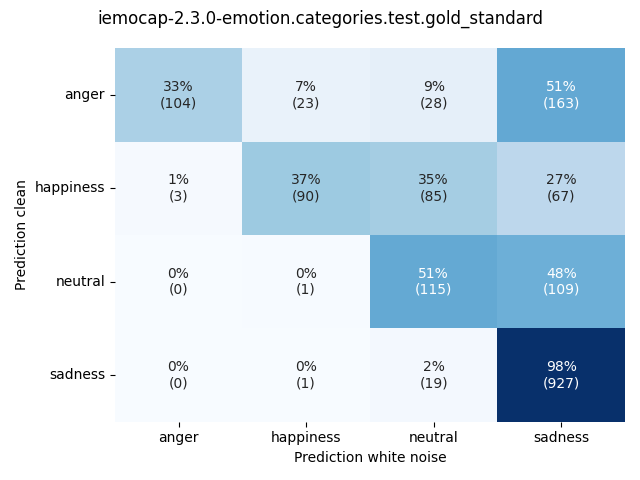 iemocap-2.3.0-emotion.categories.test.gold_standard
Prediction clean
anger
33%
(104)
7%
(23)
9%
(28)
51%
(163)
happiness
1%
(3)
37%
(90)
35%
(85)
27%
(67)
neutral
0%
(0)
0%
(1)
51%
(115)
48%
(109)
sadness
0%
(0)
0%
(1)
2%
(19)
98%
(927)
anger
happiness
neutral
sadness
Prediction white noise